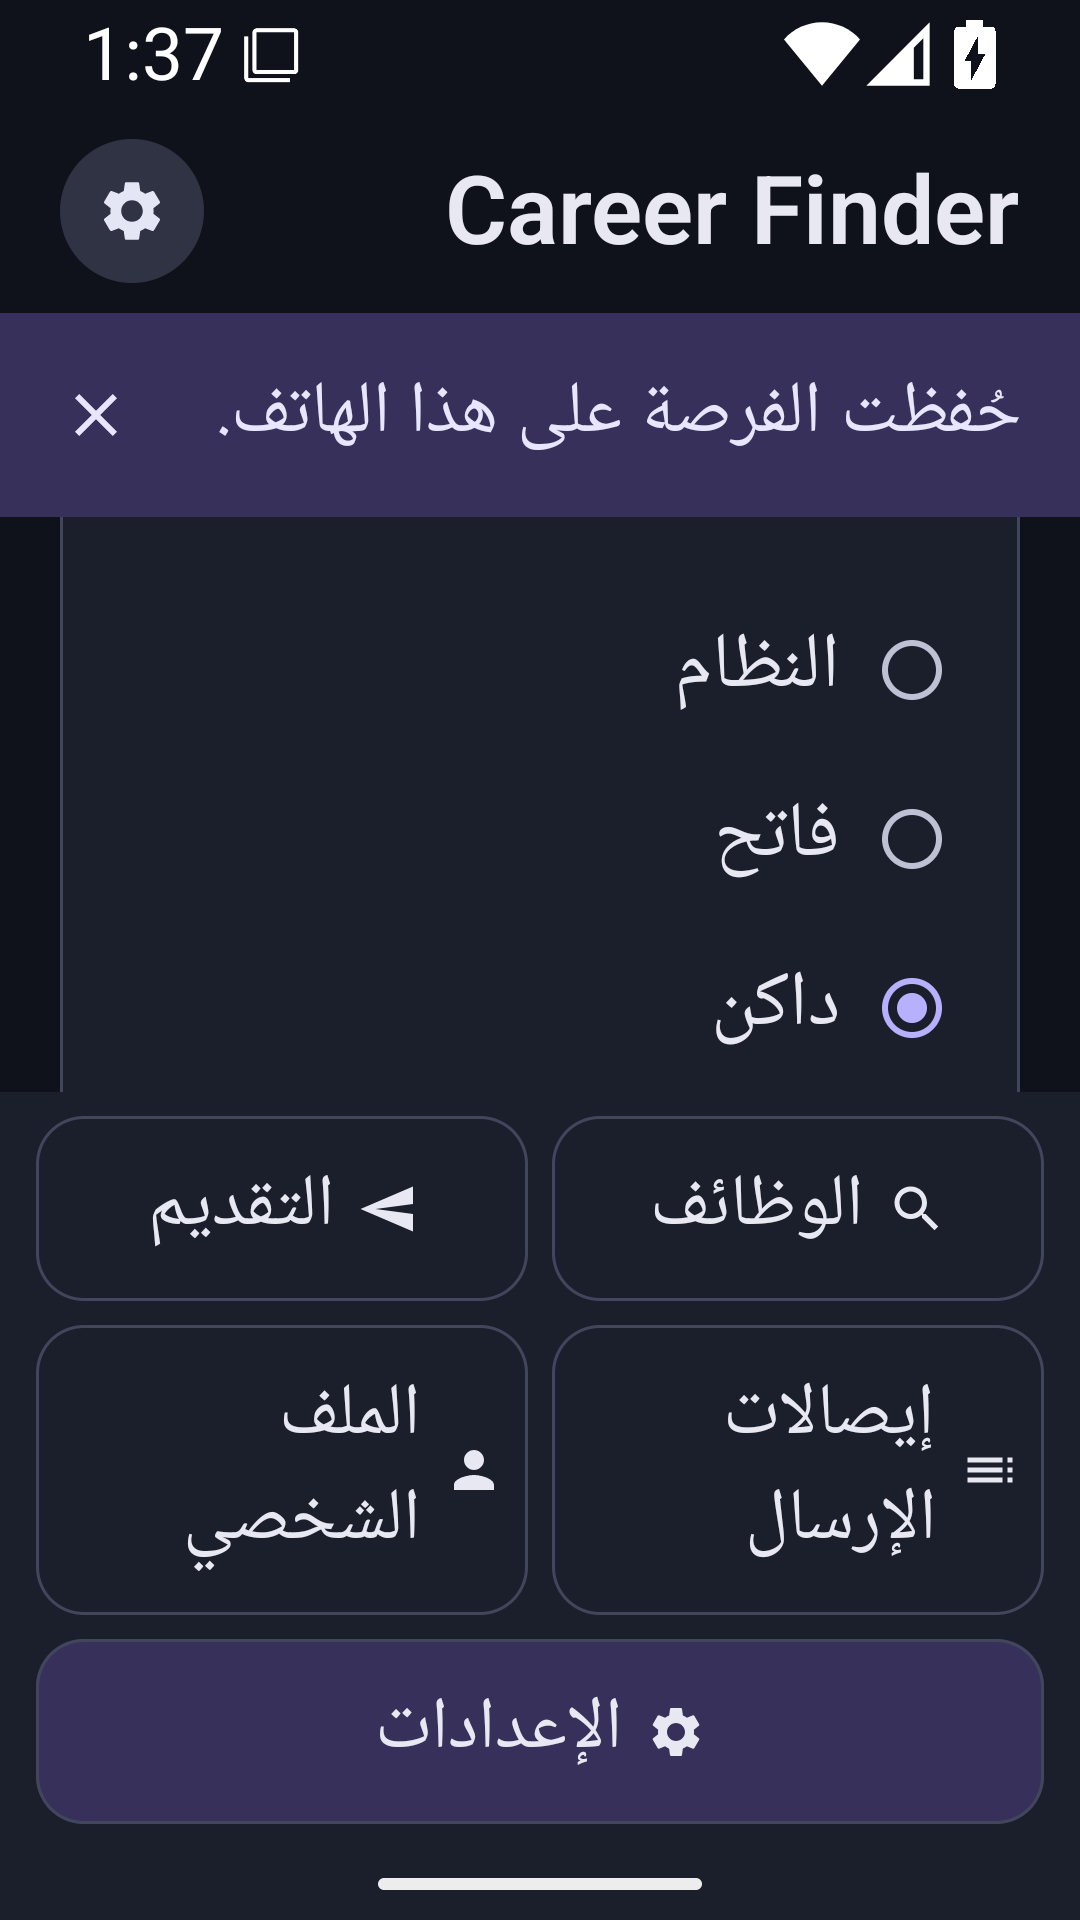 1:37
Career Finder
حُفظت الفرصة على هذا الهاتف.
النظام
فاتح
داكن
الوظائف
التقديم
إيصالات
الإرسال
الملف
الشخصي
الإعدادات